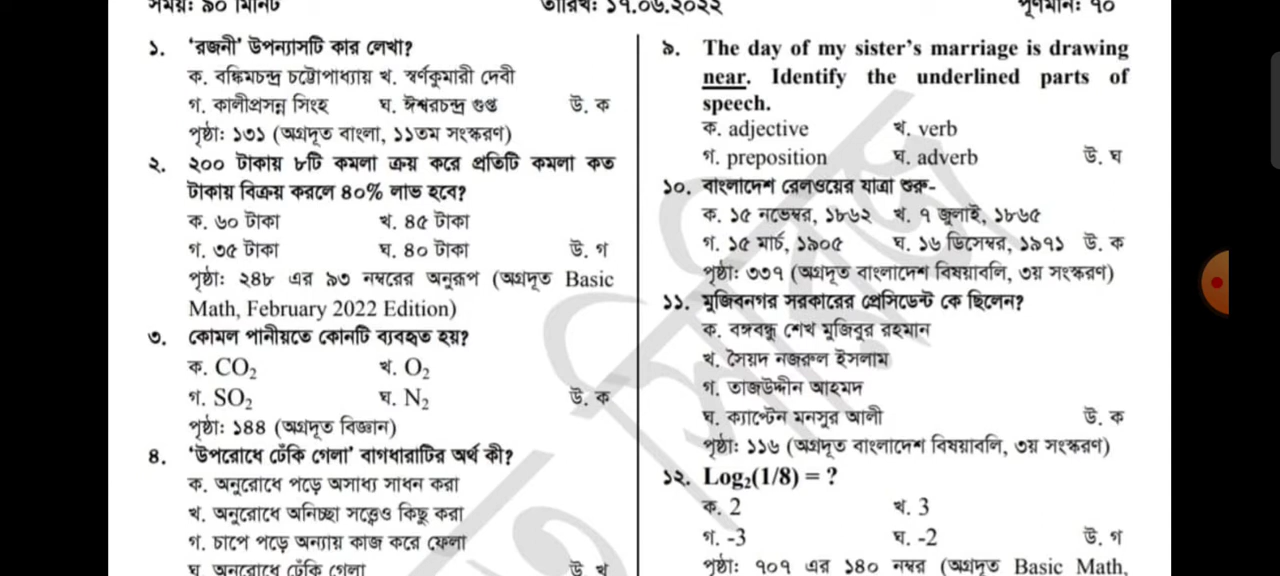 সময়: ৯০ মিনিট
তারিখ: ১৭.০৬.২০২২
পূর্ণমান: ৭০
১. ‘রজনী’ উপন্যাসটি কার লেখা?
ক. বঙ্কিমচন্দ্র চট্টোপাধ্যায় খ. স্বর্ণকুমারী দেবী
গ. কালীপ্রসন্ন সিংহ ঘ. ঈশ্বরচন্দ্র গুপ্ত উ. ক
পৃষ্ঠা: ১৩১ (অগ্রদূত বাংলা, ১১তম সংস্করণ)
২. ২০০ টাকায় ৮টি কমলা ক্রয় করে প্রতিটি কমলা কত
টাকায় বিক্রয় করলে ৪০% লাভ হবে?
ক. ৬০ টাকা খ. ৪৫ টাকা
গ. ৩৫ টাকা ঘ. ৪০ টাকা উ. গ
পৃষ্ঠা: ২৪৮ এর ৯৩ নম্বরের অনুরূপ (অগ্রদূত Basic
Math, February 2022 Edition)
৩. কোমল পানীয়তে কোনটি ব্যবহৃত হয়?
ক. CO₂ খ. O₂
গ. SO₂ ঘ. N₂ উ. ক
পৃষ্ঠা: ১৪৪ (অগ্রদূত বিজ্ঞান)
৪. ‘উপরোধে ঢেঁকি গেলা’ বাগধারাটির অর্থ কী?
ক. অনুরোধে পড়ে অসাধ্য সাধন করা
খ. অনুরোধে অনিচ্ছা সত্ত্বেও কিছু করা
গ. চাপে পড়ে অন্যায় কাজ করে ফেলা
ঘ. অনুরোধে ঢেঁকি গেলা উ খ
৯. The day of my sister’s marriage is drawing
near. Identify the underlined parts of
speech.
ক. adjective খ. verb
গ. preposition ঘ. adverb উ. ঘ
১০. বাংলাদেশ রেলওয়ের যাত্রা শুরু-
ক. ১৫ নভেম্বর, ১৮৬২ খ. ৭ জুলাই, ১৮৬৫
গ. ১৫ মার্চ, ১৯০৫ ঘ. ১৬ ডিসেম্বর, ১৯৭১ উ. ক
পৃষ্ঠা: ৩৩৭ (অগ্রদূত বাংলাদেশ বিষয়াবলি, ৩য় সংস্করণ)
১১. মুজিবনগর সরকারের প্রেসিডেন্ট কে ছিলেন?
ক. বঙ্গবন্ধু শেখ মুজিবুর রহমান
খ. সৈয়দ নজরুল ইসলাম
গ. তাজউদ্দীন আহমদ
ঘ. ক্যাপ্টেন মনসুর আলী উ. ক
পৃষ্ঠা: ১১৬ (অগ্রদূত বাংলাদেশ বিষয়াবলি, ৩য় সংস্করণ)
১২. Log₂(1/8) = ?
ক. 2 খ. 3
গ. -3 ঘ. -2 উ. গ
পৃষ্ঠা: ৭০৭ এর ১৪০ নম্বর (অগ্রদূত Basic Math,
সিরিজ